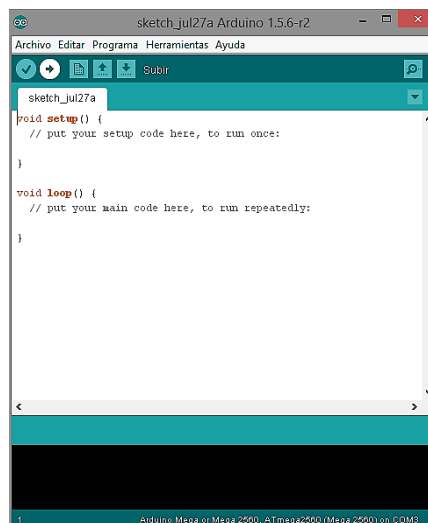 sketch_jul27a Arduino 1.5.6-r2
Archivo Editar Programa Herramientas Ayuda
Subir
sketch_jul27a
void setup() {
// put your setup code here, to run once:
}
void loop() {
// put your main code here, to run repeatedly:
}
1
Arduino Mega or Mega 2560, ATmega2560 (Mega 2560) on COM3